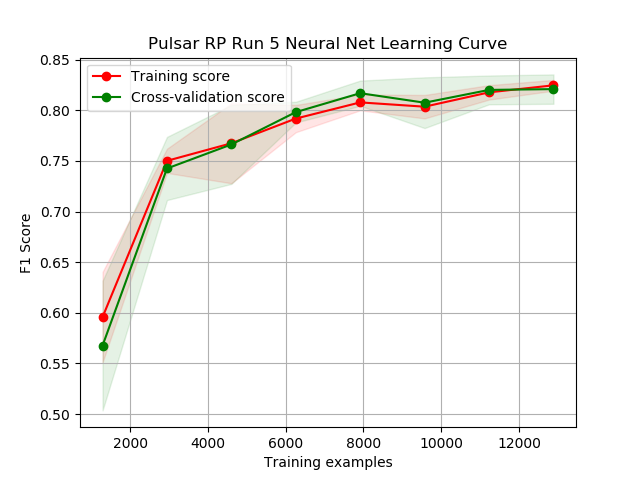 Pulsar RP Run 5 Neural Net Learning Curve
Training score
Cross-validation score
F1 Score
0.85
0.80
0.75
0.70
0.65
0.60
0.55
0.50
2000 4000 6000 8000 10000 12000
Training examples